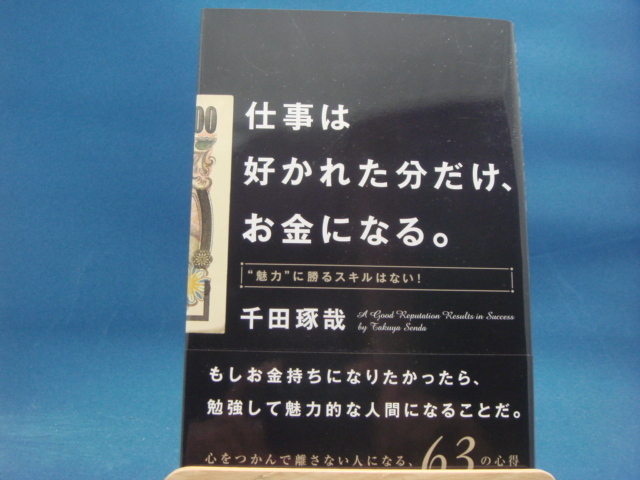 00
仕事は
好かれた分だけ、
お金になる。
“魅力”に勝るスキルはない!
千田琢哉
A Good Reputation Results in Success
by Takuya Senda
もしお金持ちになりたかったら、
勉強して魅力的な人間になることだ。
心をつかんで離さない人になる、63の心得